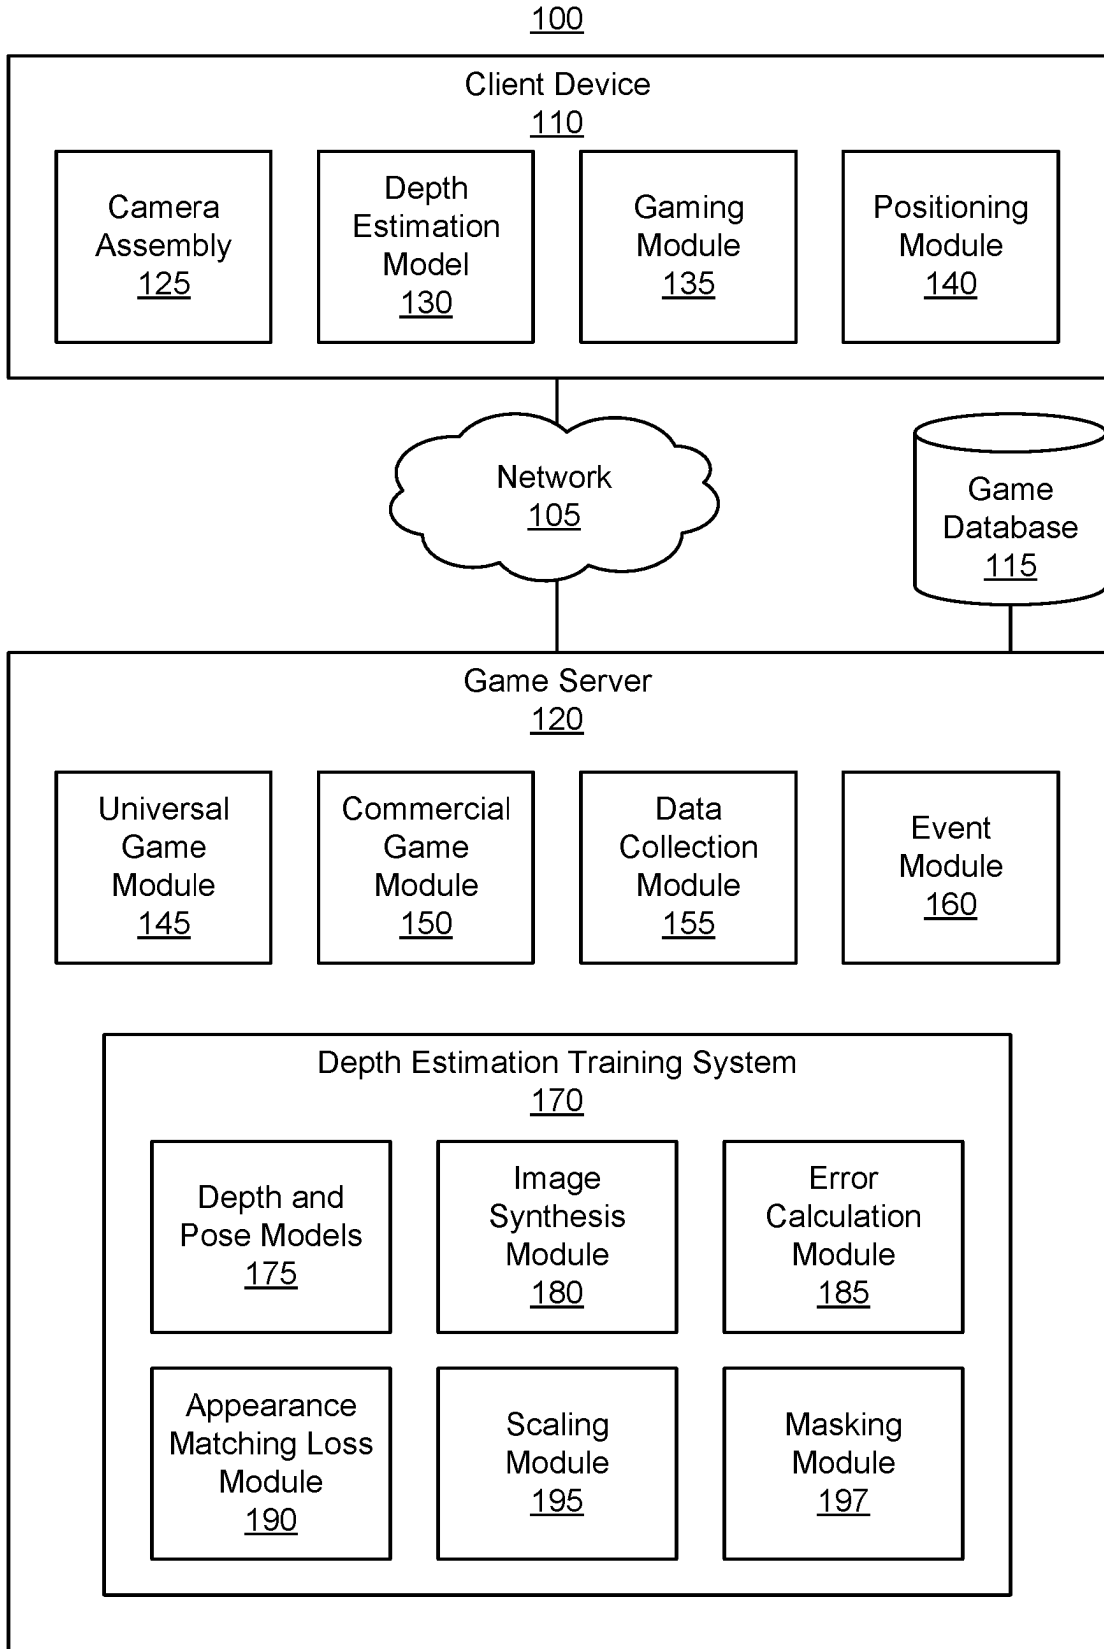 100
Client Device
110
Camera
Assembly
125
Depth
Estimation
Model
130
Gaming
Module
135
Positioning
Module
140
Network
105
Game
Database
115
Game Server
120
Universal
Game
Module
145
Commercial
Game
Module
150
Data
Collection
Module
155
Event
Module
160
Depth Estimation Training System
170
Depth and
Pose Models
175
Image
Synthesis
Module
180
Error
Calculation
Module
185
Appearance
Matching Loss
Module
190
Scaling
Module
195
Masking
Module
197